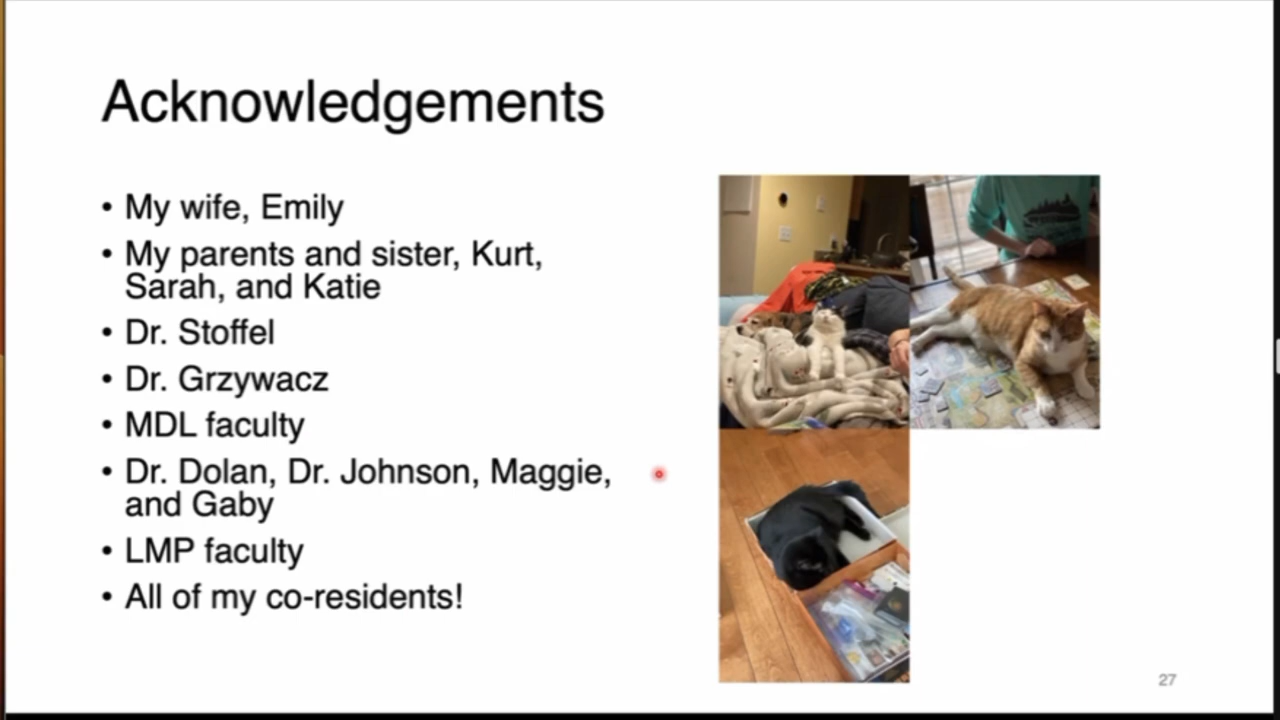 Acknowledgements
• My wife, Emily
• My parents and sister, Kurt,
Sarah, and Katie
• Dr. Stoffel
• Dr. Grzywacz
• MDL faculty
• Dr. Dolan, Dr. Johnson, Maggie,
and Gaby
• LMP faculty
• All of my co-residents!
27